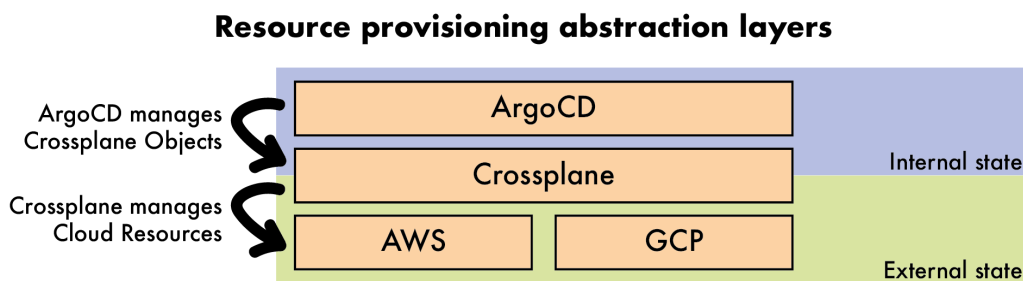 Resource provisioning abstraction layers
ArgoCD manages
Crossplane Objects
ArgoCD
Internal state
Crossplane
Crossplane manages
Cloud Resources
AWS
GCP
External state